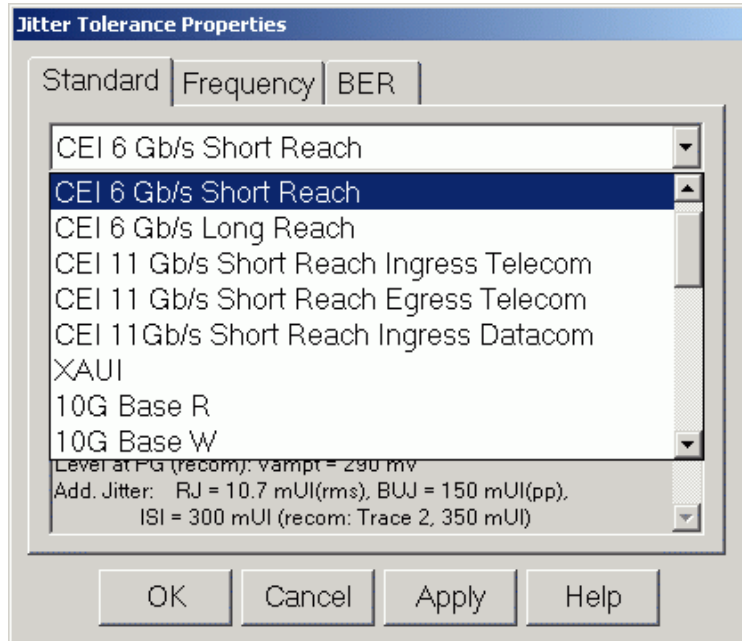 Jitter Tolerance Properties
Standard Frequency BER
CEI 6 Gb/s Short Reach
CEI 6 Gb/s Short Reach
CEI 6 Gb/s Long Reach
CEI 11 Gb/s Short Reach Ingress Telecom
CEI 11 Gb/s Short Reach Egress Telecom
CEI 11Gb/s Short Reach Ingress Datacom
XAUI
10G Base R
10G Base W
Level at PG (recom): Vampt = 290 mV
Add. Jitter: RJ = 10.7 mUI(rms), BUJ = 150 mUI(pp),
ISI = 300 mUI (recom: Trace 2, 350 mUI)
OK Cancel Apply Help